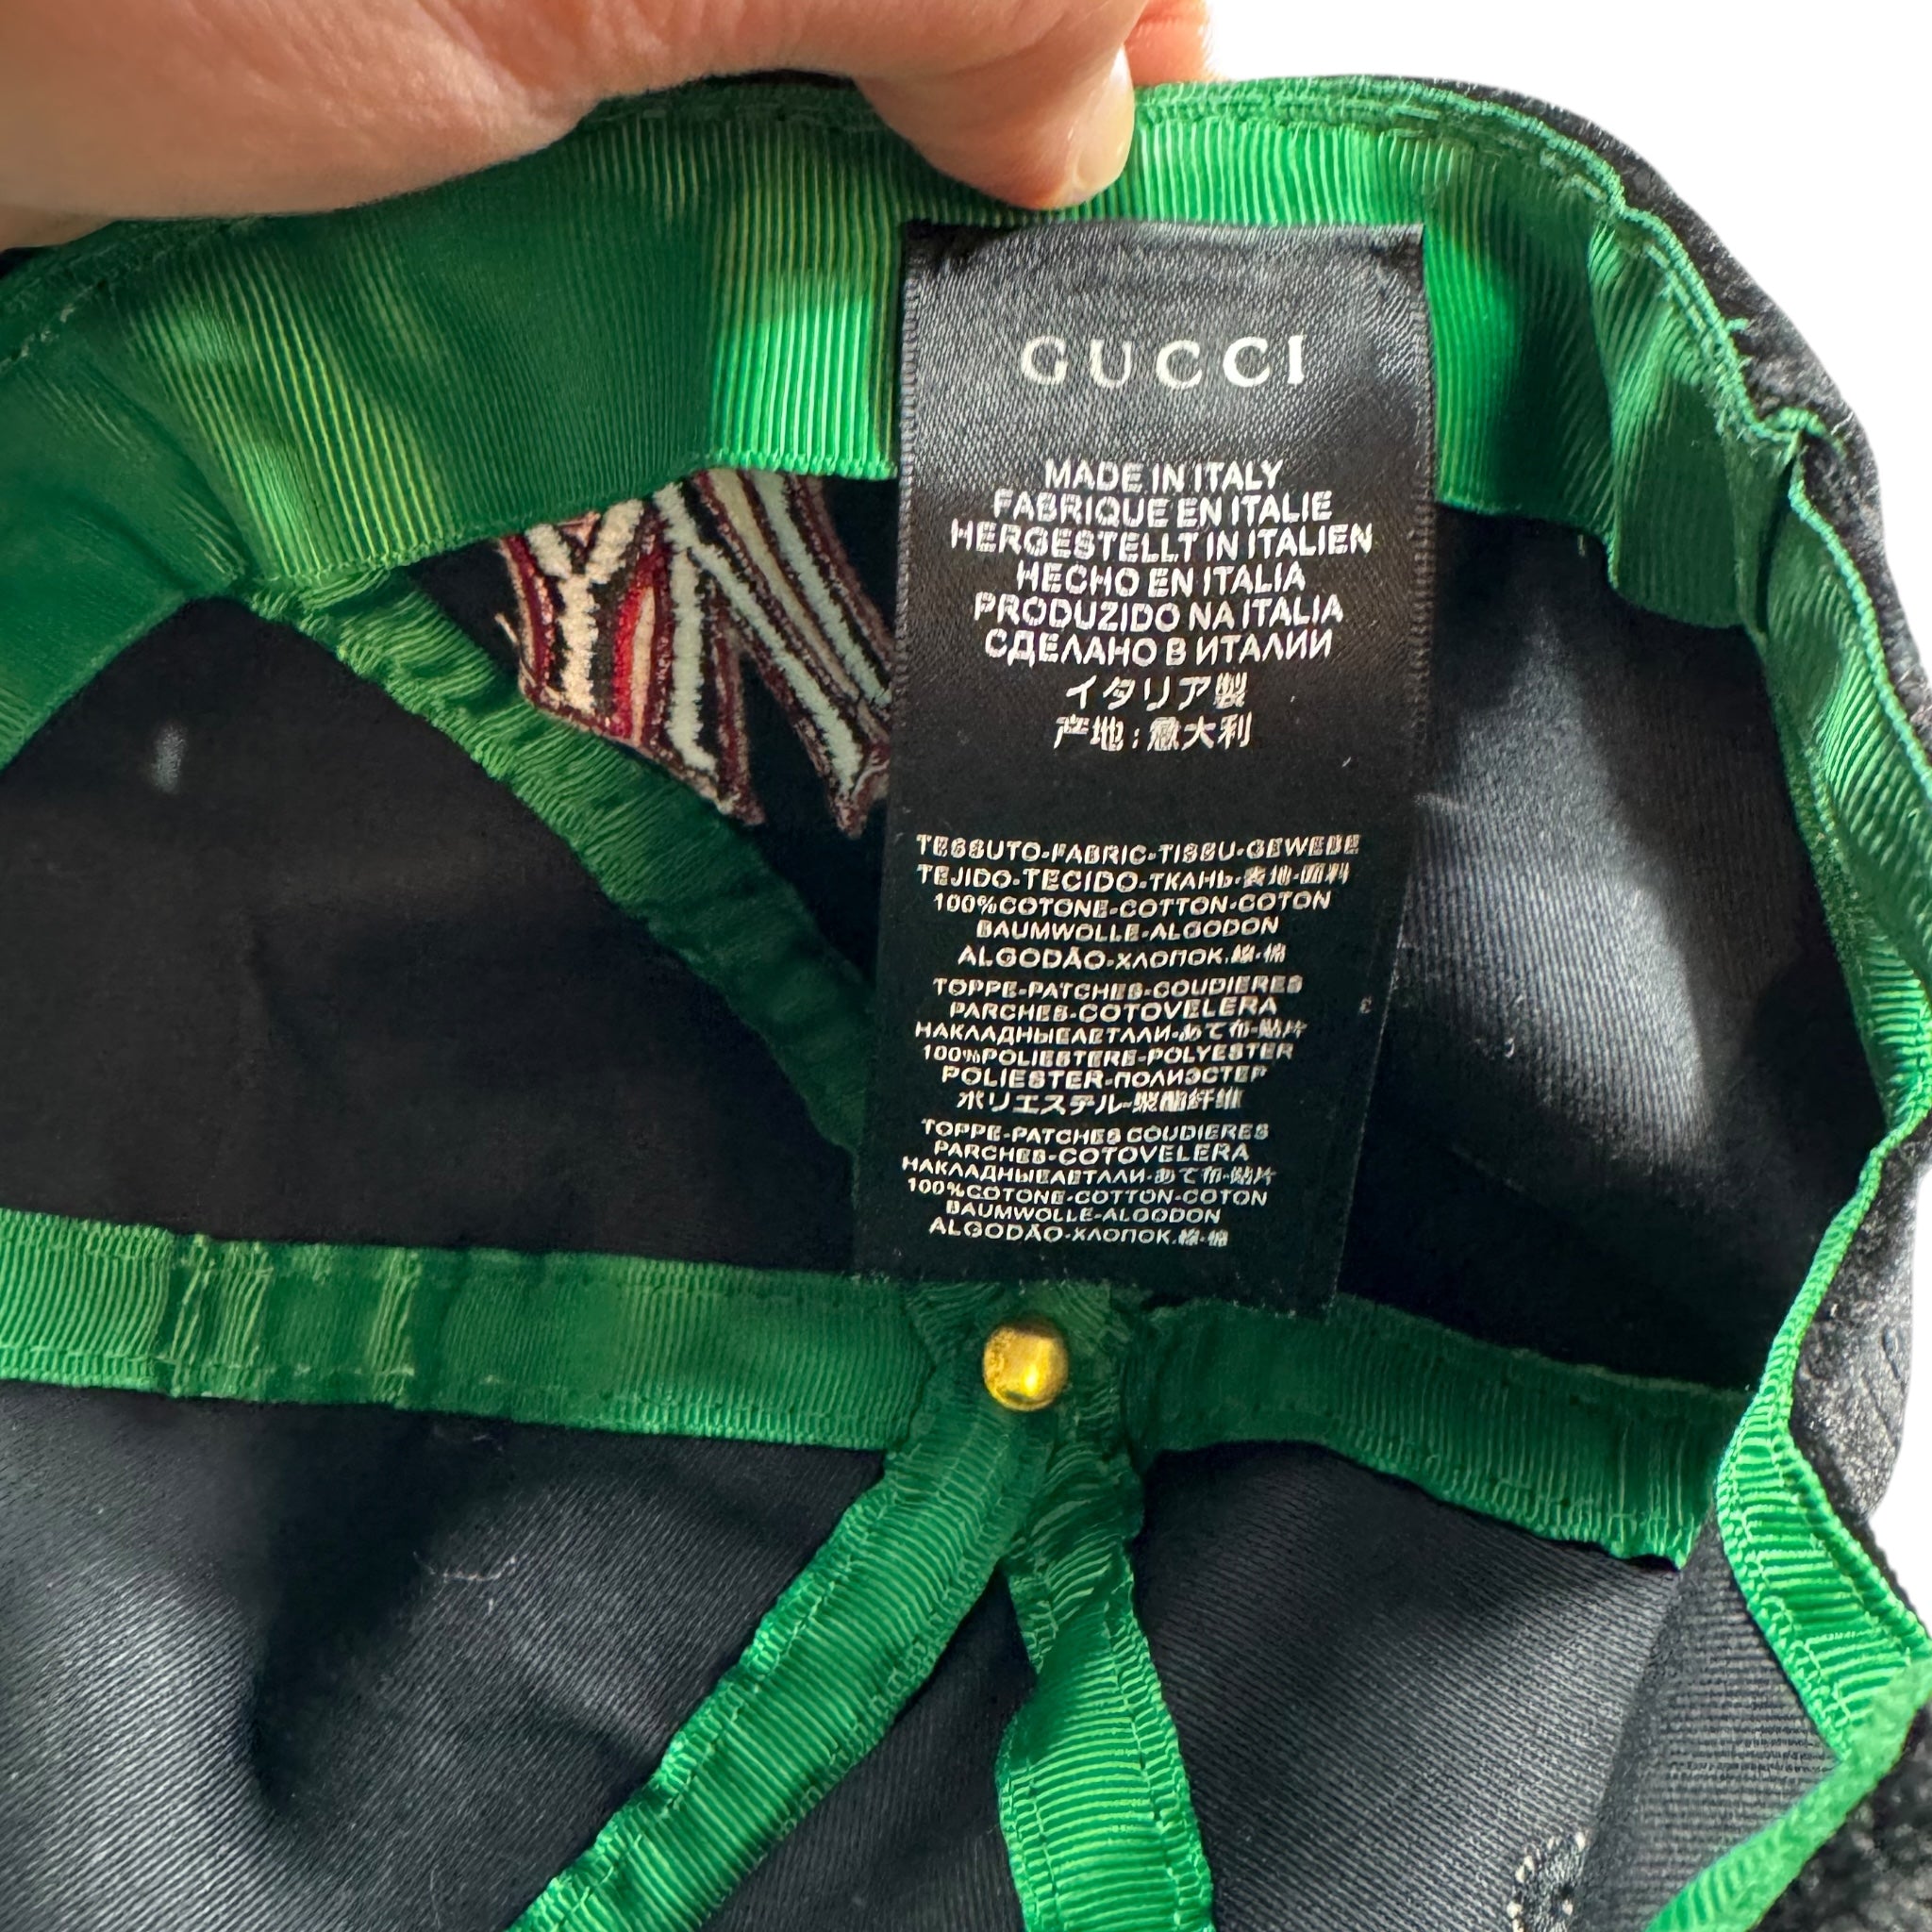 GUCCI
MADE IN ITALY
FABRIQUE EN ITALIE
HERGESTELLT IN ITALIEN
HECHO EN ITALIA
PRODUZIDO NA ITALIA
СДЕЛАНО В ИТАЛИИ
イタリア製
产地:意大利
TESSUTO-FABRIC-TISSU-GEWEBE
TEJIDO-TECIDO-ТКАНЬ-表地-面料
100%COTONE-COTTON-COTON
BAUMWOLLE-ALGODON
ALGODÃO-ХЛОПОК.綿-棉
TOPPE-PATCHES-COUDIERES
PARCHES-COTOVELERA
НАКЛАДНЫЕДЕТАЛИ-あて布-贴片
100%POLIESTERE-POLYESTER
POLIESTER-ПОЛИЭСТЕР
ポリエステル-聚酯纤维
TOPPE-PATCHES COUDIERES
PARCHES-COTOVELERA
НАКЛАДНЫЕДЕТАЛИ-あて布-贴片
100%COTONE-COTTON-COTON
BAUMWOLLE-ALGODON
ALGODÃO-ХЛОПОК.綿-棉